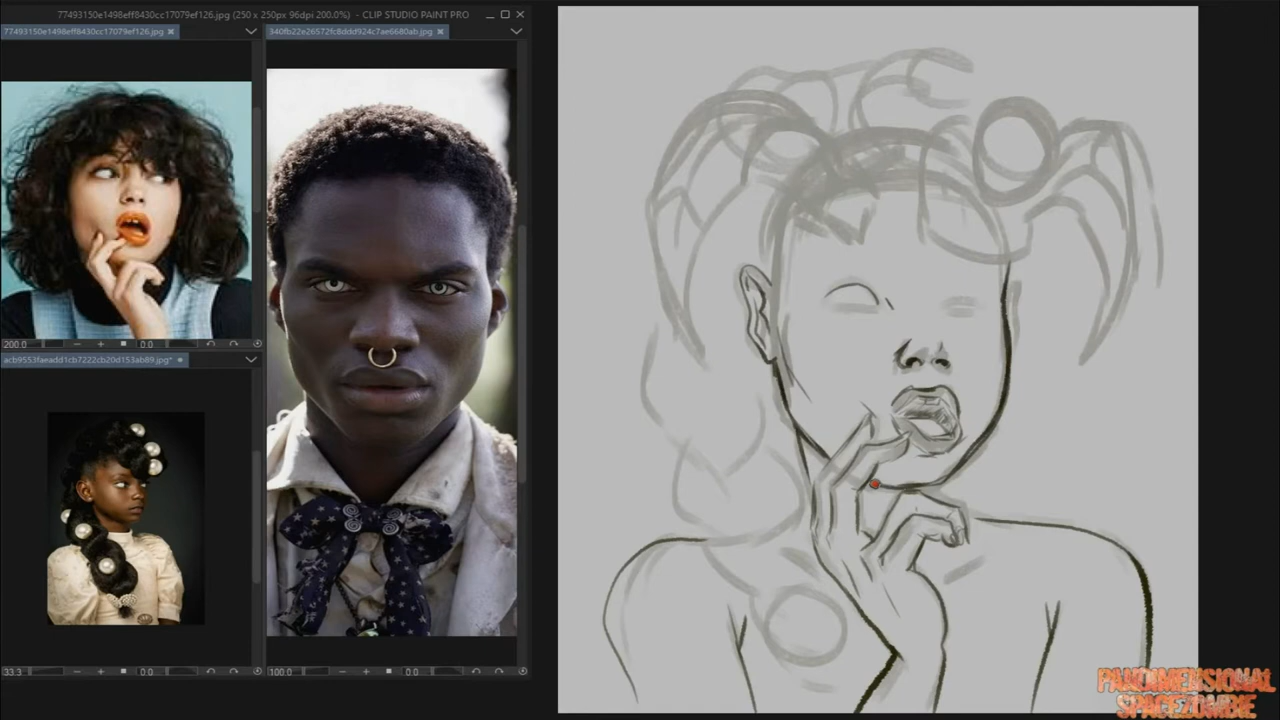 77493150e1498eff8430cc17079ef126.jpg (250 x 250px 96dpi 200.0%) - CLIP STUDIO PAINT PRO
77493150e1498eff8430cc17079ef126.jpg
340fb22e26572fc8ddd924c7ae6680ab.jpg
200.0 0.0
acb9553faeadd1cb7222cb20d153ab89.jpg*
33.3 0.0
100.0 0.0
PANDIMENSIONAL
SPACEZOMBIE